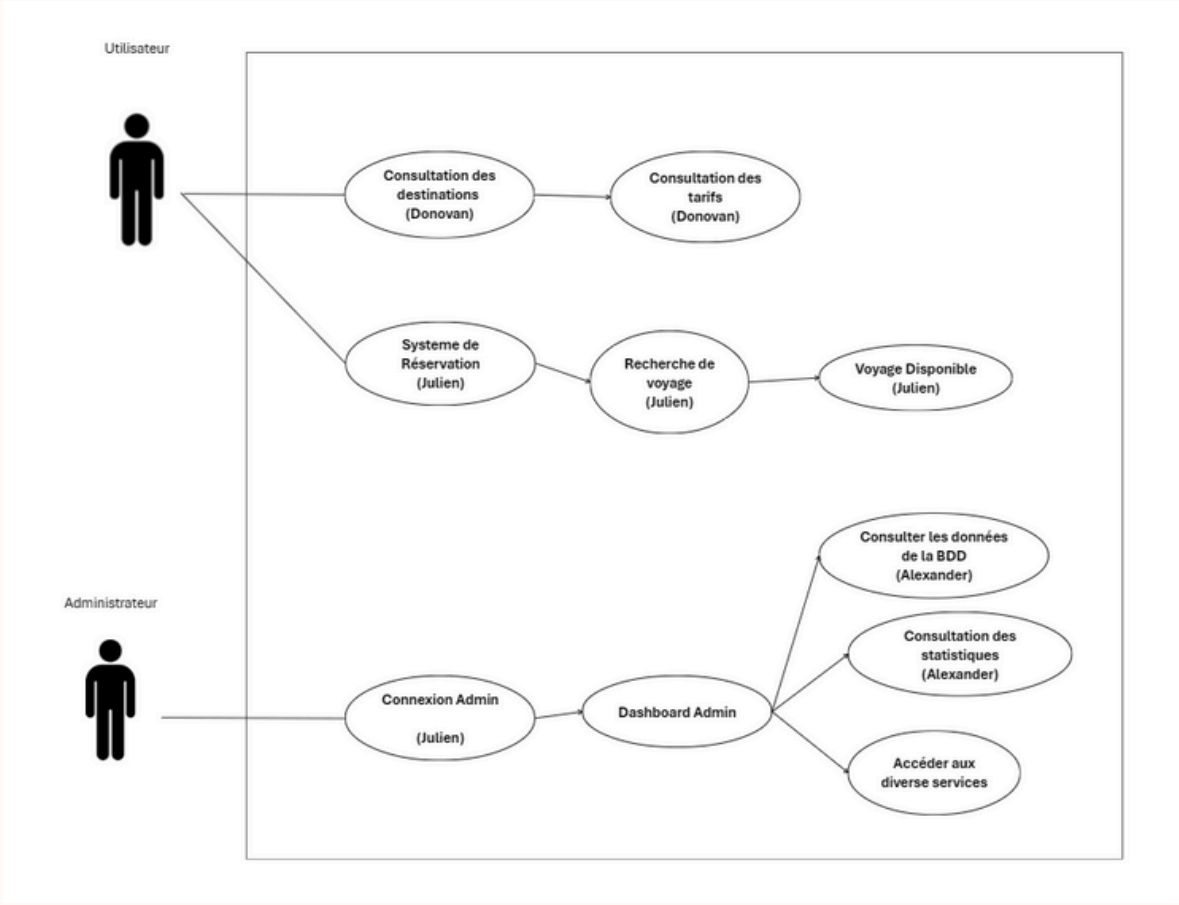 Utilisateur
Consultation des
destinations
(Donovan)
Consultation des
tarifs
(Donovan)
Systeme de
Réservation
(Julien)
Recherche de
voyage
(Julien)
Voyage Disponible
(Julien)
Administrateur
Connexion Admin
(Julien)
Dashboard Admin
Consulter les données
de la BDD
(Alexander)
Consultation des
statistiques
(Alexander)
Accéder aux
diverse services